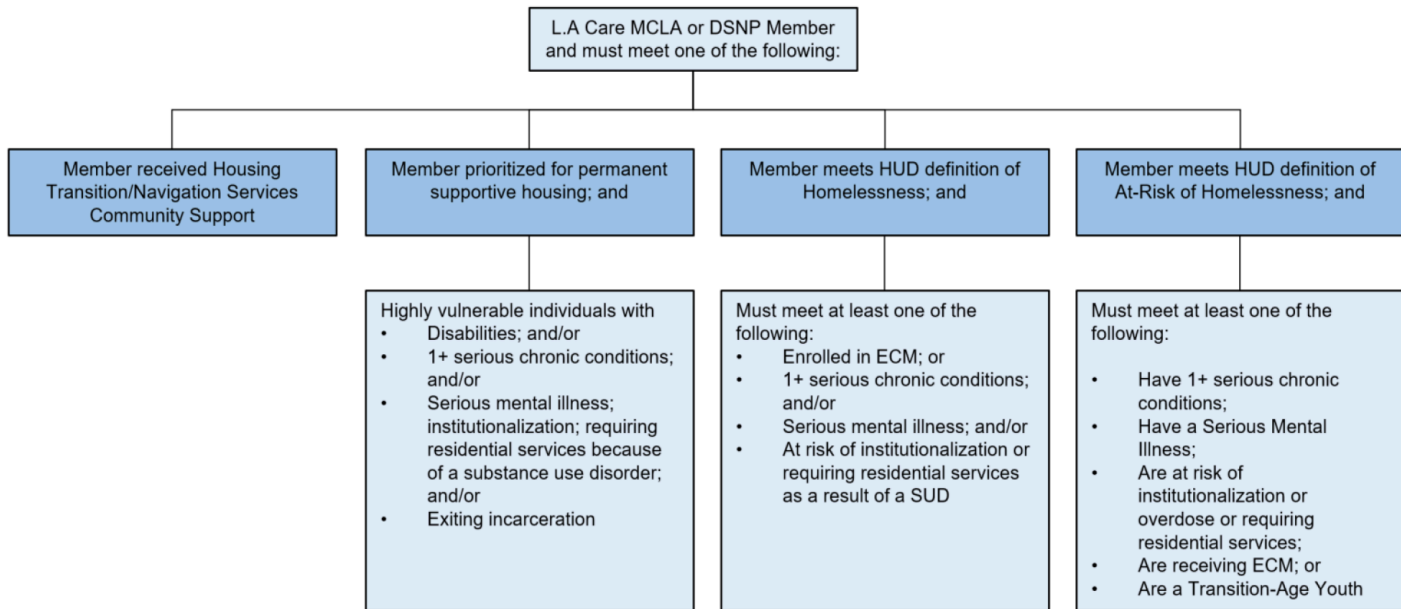 L.A Care MCLA or DSNP Member
and must meet one of the following:
Member received Housing
Transition/Navigation Services
Community Support
Member prioritized for permanent
supportive housing; and
Member meets HUD definition of
Homelessness; and
Member meets HUD definition of
At-Risk of Homelessness; and
Highly vulnerable individuals with
• Disabilities; and/or
• 1+ serious chronic conditions;
and/or
• Serious mental illness;
institutionalization; requiring
residential services because
of a substance use disorder;
and/or
• Exiting incarceration
Must meet at least one of the
following:
• Enrolled in ECM; or
• 1+ serious chronic conditions;
and/or
• Serious mental illness; and/or
• At risk of institutionalization or
requiring residential services
as a result of a SUD
Must meet at least one of the
following:
• Have 1+ serious chronic
conditions;
• Have a Serious Mental
Illness;
• Are at risk of
institutionalization or
overdose or requiring
residential services;
• Are receiving ECM; or
• Are a Transition-Age Youth